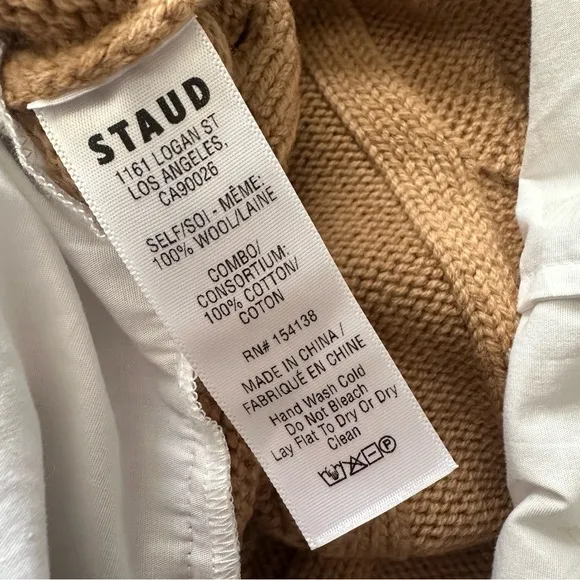 STAUD
1161 LOGAN ST
LOS ANGELES,
CA90026
SELF/SOI - MÊME:
100% WOOL/LAINE
COMBO/
CONSORTIUM:
100% COTTON/
COTON
RN# 154138
MADE IN CHINA /
FABRIQUÉ EN CHINE
Hand Wash Cold
Do Not Bleach
Lay Flat To Dry Or Dry
Clean
P